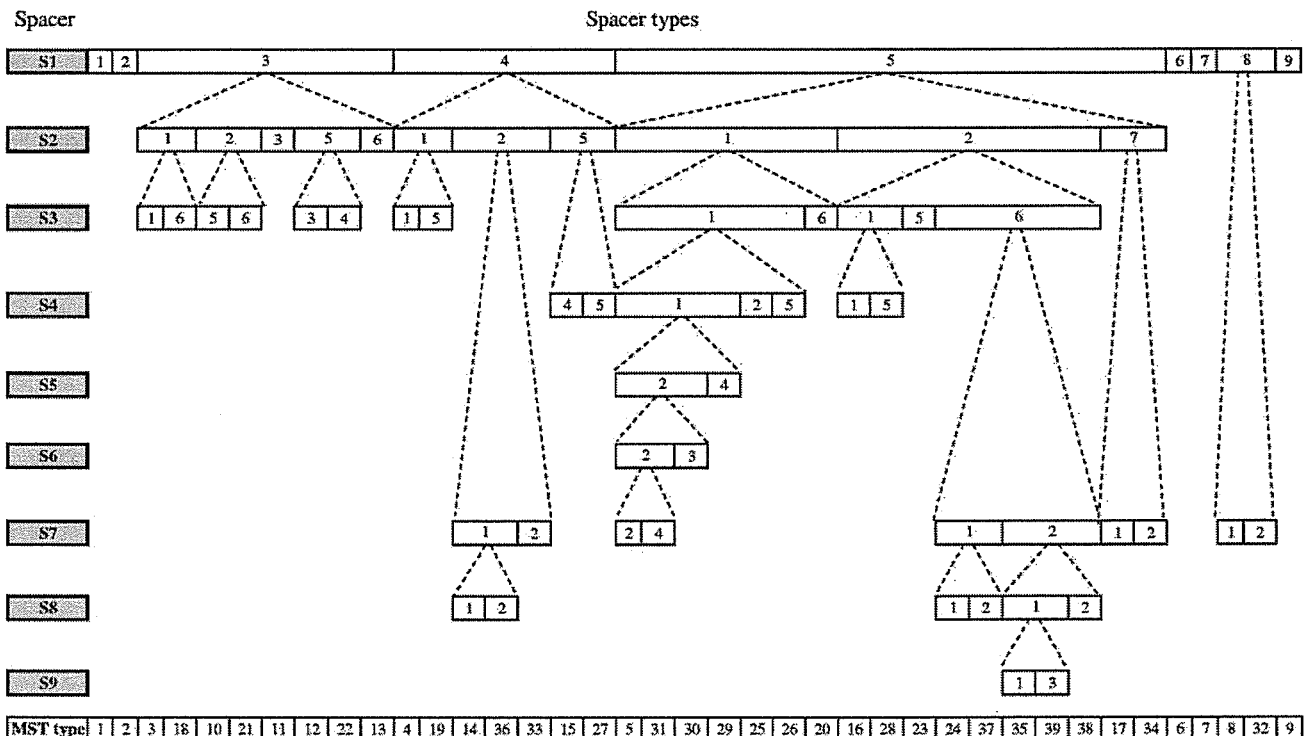 Spacer Spacer types
S1 1 2 3 4 5 6 7 8 9
S2 1 2 3 5 6 1 2 5 1 2 7
S3 1 6 5 6 3 4 1 5 1 6 1 5 6
S4 4 5 1 2 5 1 5
S5 2 4
S6 2 3
S7 1 2 2 4 1 2 1 2 1 2
S8 1 2 1 2 1 2
S9 1 3
MST type 1 2 3 18 10 21 11 12 22 13 4 19 14 36 33 15 27 5 31 30 29 25 26 20 16 28 23 24 37 35 39 38 17 34 6 7 8 32 9